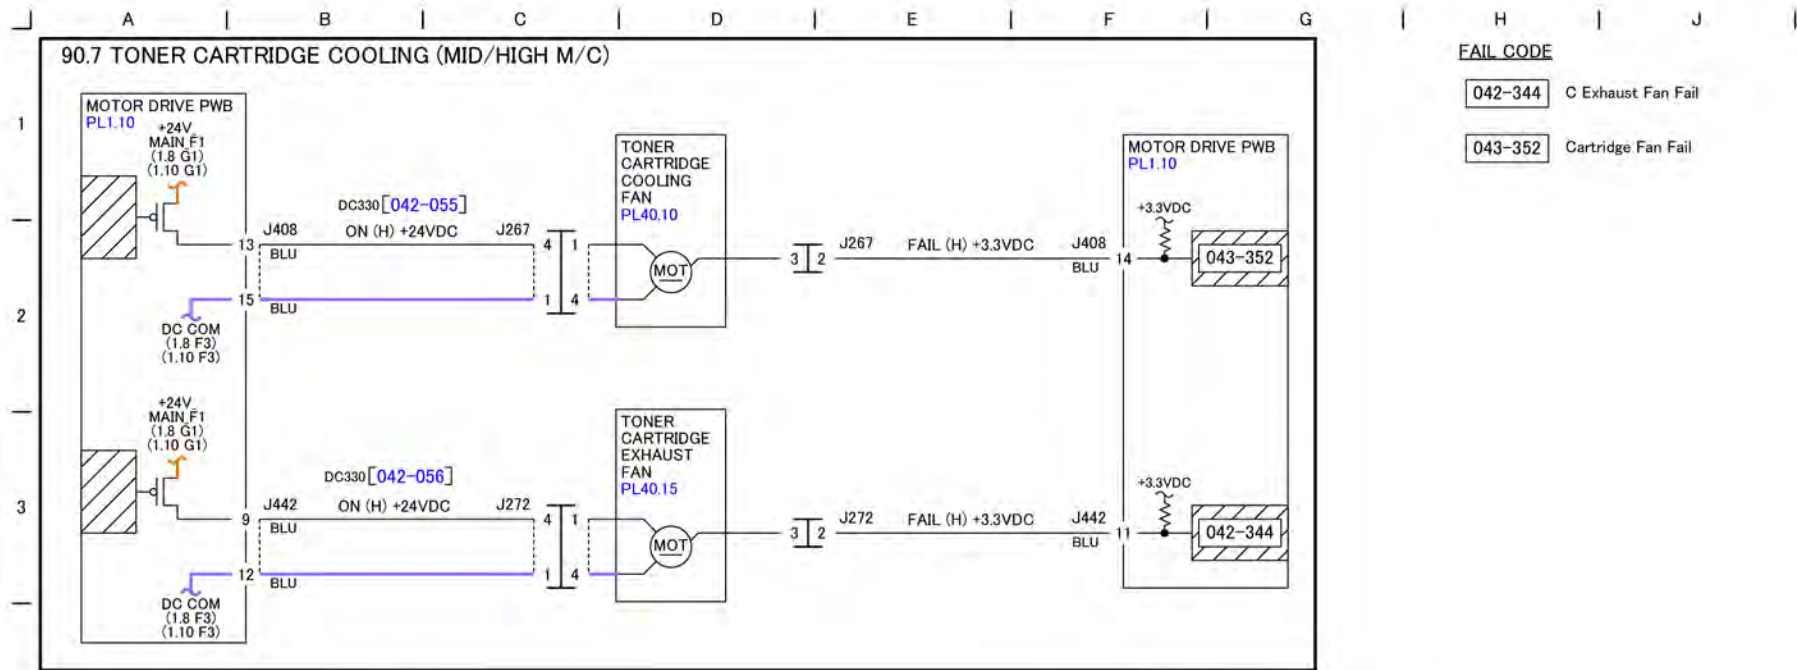 A B C D E F G H J
90.7 TONER CARTRIDGE COOLING (MID/HIGH M/C)
FAIL CODE
042-344 C Exhaust Fan Fail
043-352 Cartridge Fan Fail
1
2
3
MOTOR DRIVE PWB
PL1.10
+24V
MAIN_F1
(1.8 G1)
(1.10 G1)
DC330[042-055]
ON (H) +24VDC
J408
13
BLU
J267
4 1
15
BLU
1 4
DC COM
(1.8 F3)
(1.10 F3)
TONER
CARTRIDGE
COOLING
FAN
PL40.10
MOT
3 2
J267
FAIL (H) +3.3VDC
J408
BLU
14
MOTOR DRIVE PWB
PL1.10
+3.3VDC
043-352
+24V
MAIN_F1
(1.8 G1)
(1.10 G1)
DC330[042-056]
ON (H) +24VDC
J442
9
BLU
J272
4 1
12
BLU
1 4
DC COM
(1.8 F3)
(1.10 F3)
TONER
CARTRIDGE
EXHAUST
FAN
PL40.15
MOT
3 2
J272
FAIL (H) +3.3VDC
J442
BLU
11
+3.3VDC
042-344